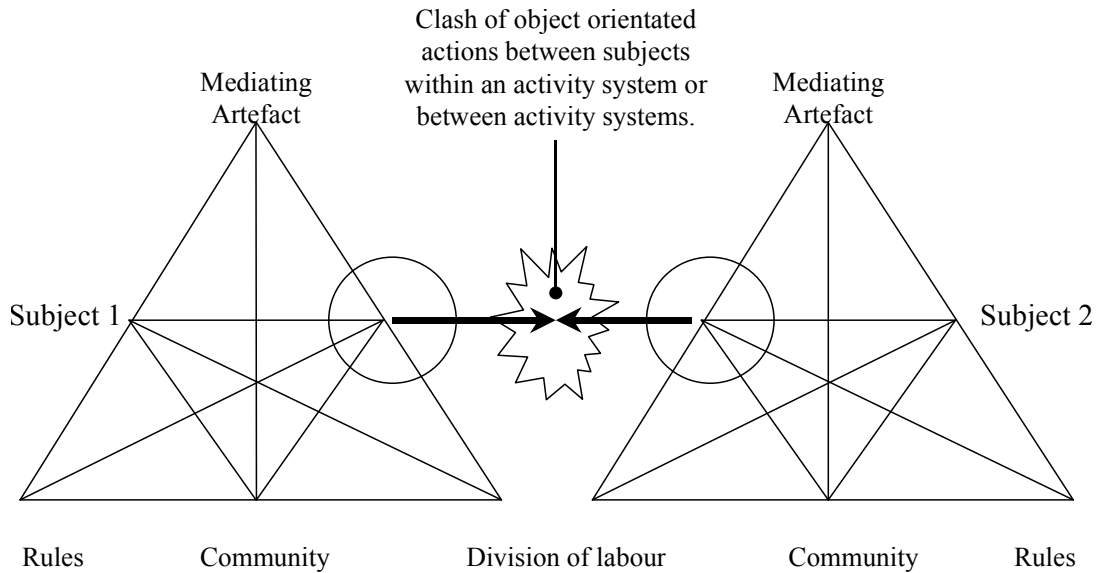 Clash of object orientated
actions between subjects
within an activity system or
between activity systems.
Mediating
Artefact
Mediating
Artefact
Subject 1
Subject 2
Rules
Community
Division of labour
Community
Rules